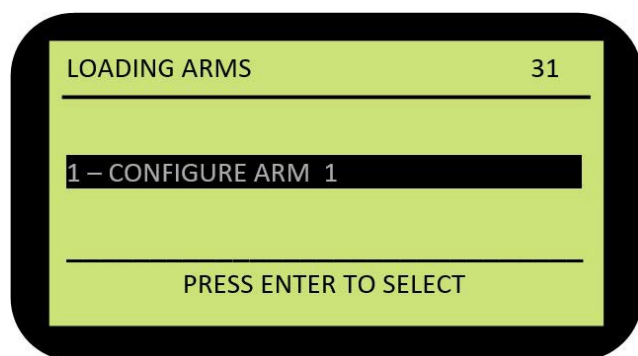 LOADING ARMS 31
1 – CONFIGURE ARM  1
PRESS ENTER TO SELECT